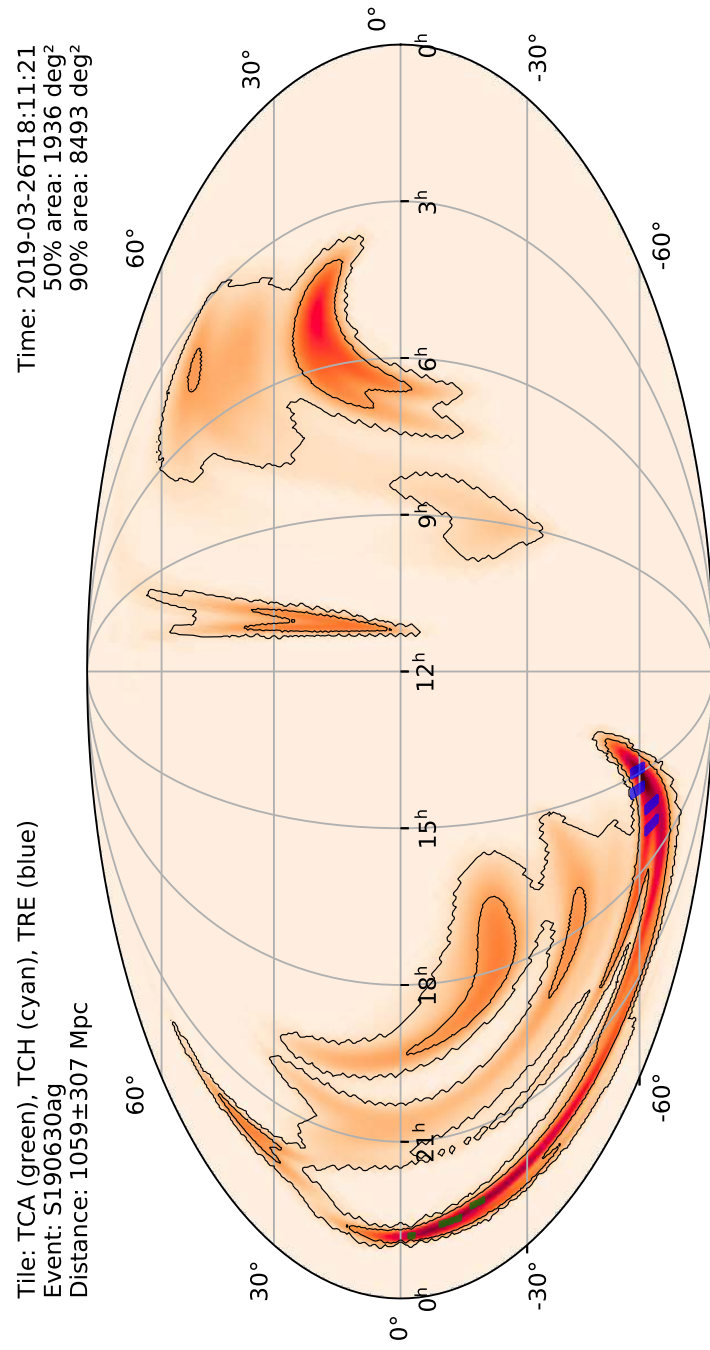 Tile: TCA (green), TCH (cyan), TRE (blue)
Event: S190630ag
Distance: 1059±307 Mpc
Time: 2019-03-26T18:11:21
50% area: 1936 deg²
90% area: 8493 deg²
60°
60°
30°
30°
0°
0°
0ʰ
21ʰ
18ʰ
15ʰ
12ʰ
9ʰ
6ʰ
3ʰ
0ʰ
-30°
-30°
-60°
-60°